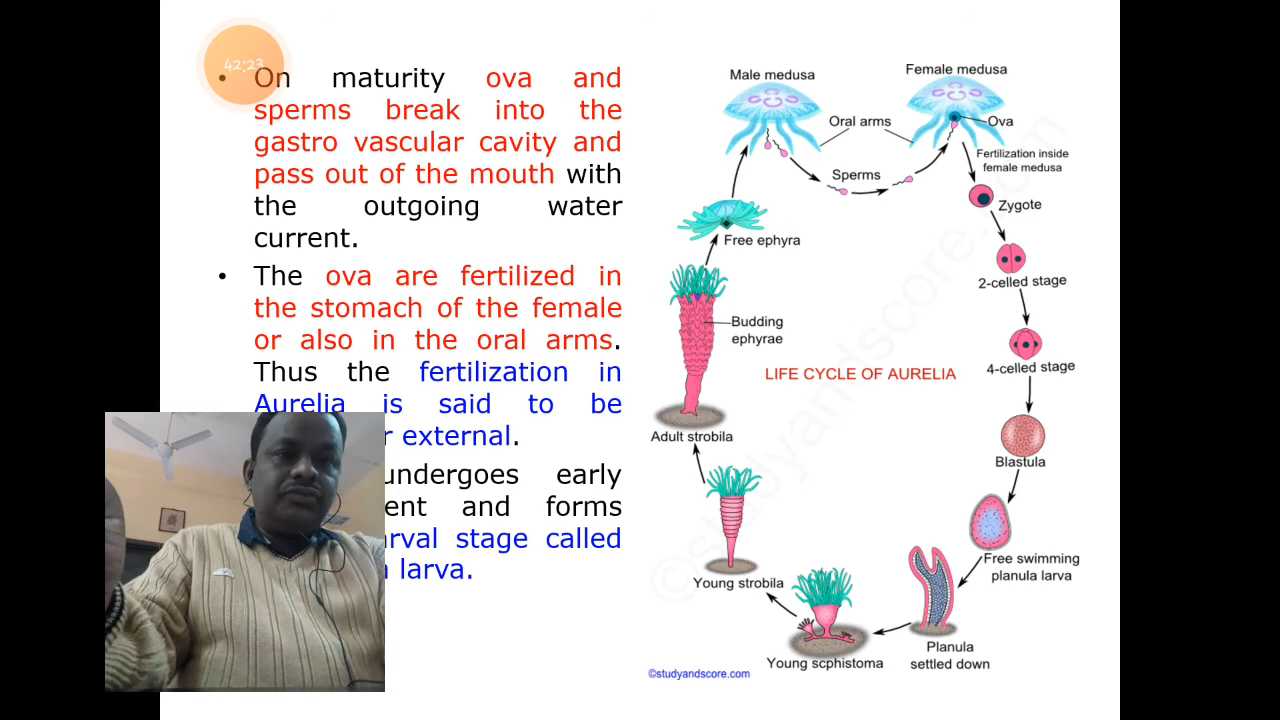 42:23
• On maturity ova and
sperms break into the
gastro vascular cavity and
pass out of the mouth with
the outgoing water
current.
• The ova are fertilized in
the stomach of the female
or also in the oral arms.
Thus the fertilization in
Aurelia is said to be
external.
undergoes early
and forms
stage called
larva.
Male medusa
Female medusa
Oral arms
Ova
Fertilization inside
female medusa
Sperms
Zygote
Free ephyra
2-celled stage
Budding
ephyrae
4-celled stage
LIFE CYCLE OF AURELIA
Adult strobila
Blastula
Free swimming
planula larva
Young strobila
Planula
settled down
Young scphistoma
©studyandscore.com
©studyandscore.com